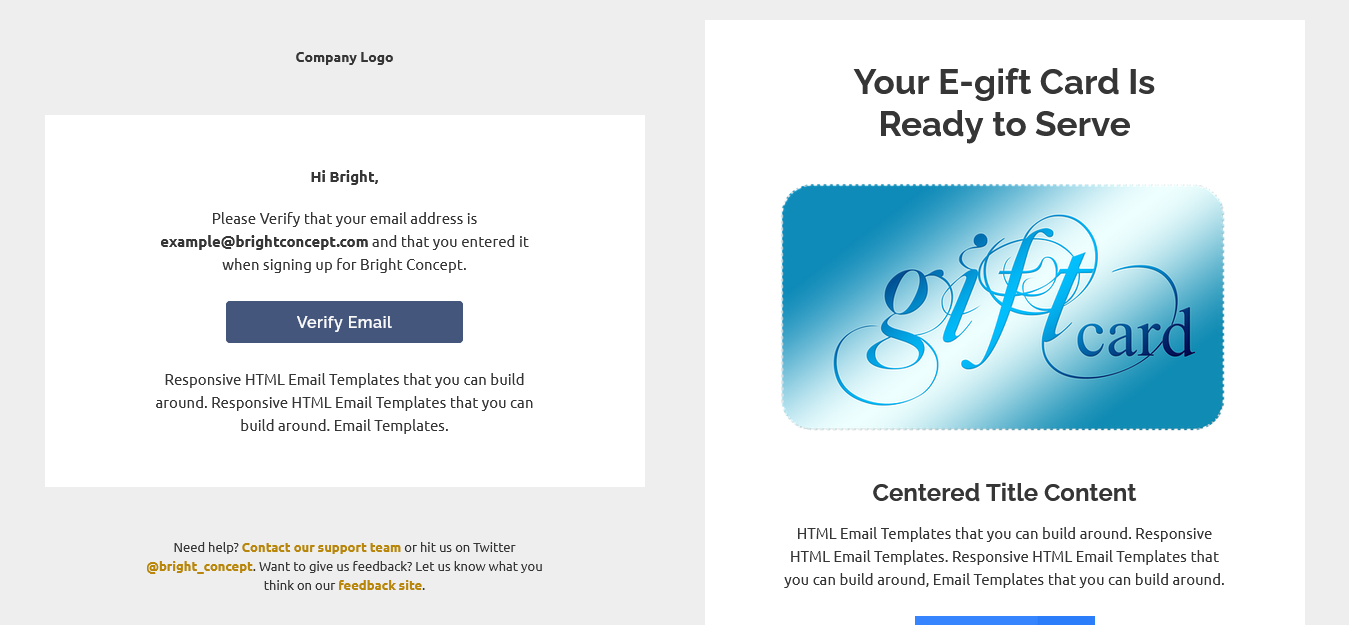 Company Logo
Hi Bright,
Please Verify that your email address is
example@brightconcept.com and that you entered it
when signing up for Bright Concept.
Verify Email
Responsive HTML Email Templates that you can build
around. Responsive HTML Email Templates that you can
build around. Email Templates.
Need help? Contact our support team or hit us on Twitter
@bright_concept. Want to give us feedback? Let us know what you
think on our feedback site.
Your E-gift Card Is
Ready to Serve
gift
card
Centered Title Content
HTML Email Templates that you can build around. Responsive
HTML Email Templates. Responsive HTML Email Templates that
you can build around, Email Templates that you can build around.